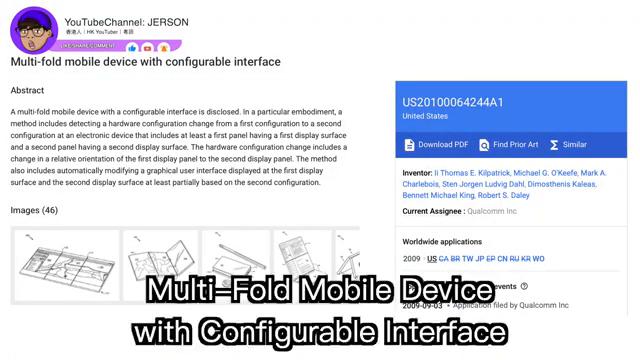 YouTubeChannel: JERSON
香港人 | HK YouTuber | 粵語
LIKE/SHARE/COMMENT
Multi-fold mobile device with configurable interface
Abstract
A multi-fold mobile device with a configurable interface is disclosed. In a particular embodiment, a
method includes detecting a hardware configuration change from a first configuration to a second
configuration at an electronic device that includes at least a first panel having a first display surface
and a second panel having a second display surface. The hardware configuration change includes a
change in a relative orientation of the first display panel to the second display panel. The method
also includes automatically modifying a graphical user interface displayed at the first display
surface and the second display surface at least partially based on the second configuration.
Images (46)
US20100064244A1
United States
Download PDF
Find Prior Art
Similar
Inventor: Ii Thomas E. Kilpatrick, Michael G. O'Keefe, Mark A.
Charlebois, Sten Jorgen Ludvig Dahl, Dimosthenis Kaleas,
Bennett Michael King, Robert S. Daley
Current Assignee : Qualcomm Inc
Worldwide applications
2009 · US CA BR TW JP EP CN RU KR WO
events
2009-09-03 • Application filed by Qualcomm Inc
Multi-Fold Mobile Device
with Configurable Interface